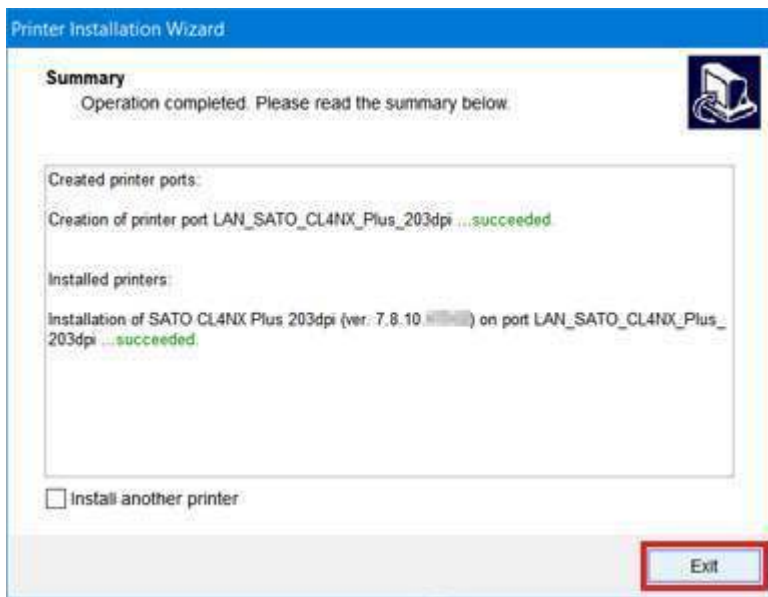 Printer Installation Wizard
Summary
Operation completed. Please read the summary below.
Created printer ports:
Creation of printer port LAN_SATO_CL4NX_Plus_203dpi ...succeeded.
Installed printers:
Installation of SATO CL4NX Plus 203dpi (ver. 7.8.10. ) on port LAN_SATO_CL4NX_Plus_
203dpi ...succeeded.
Install another printer
Exit